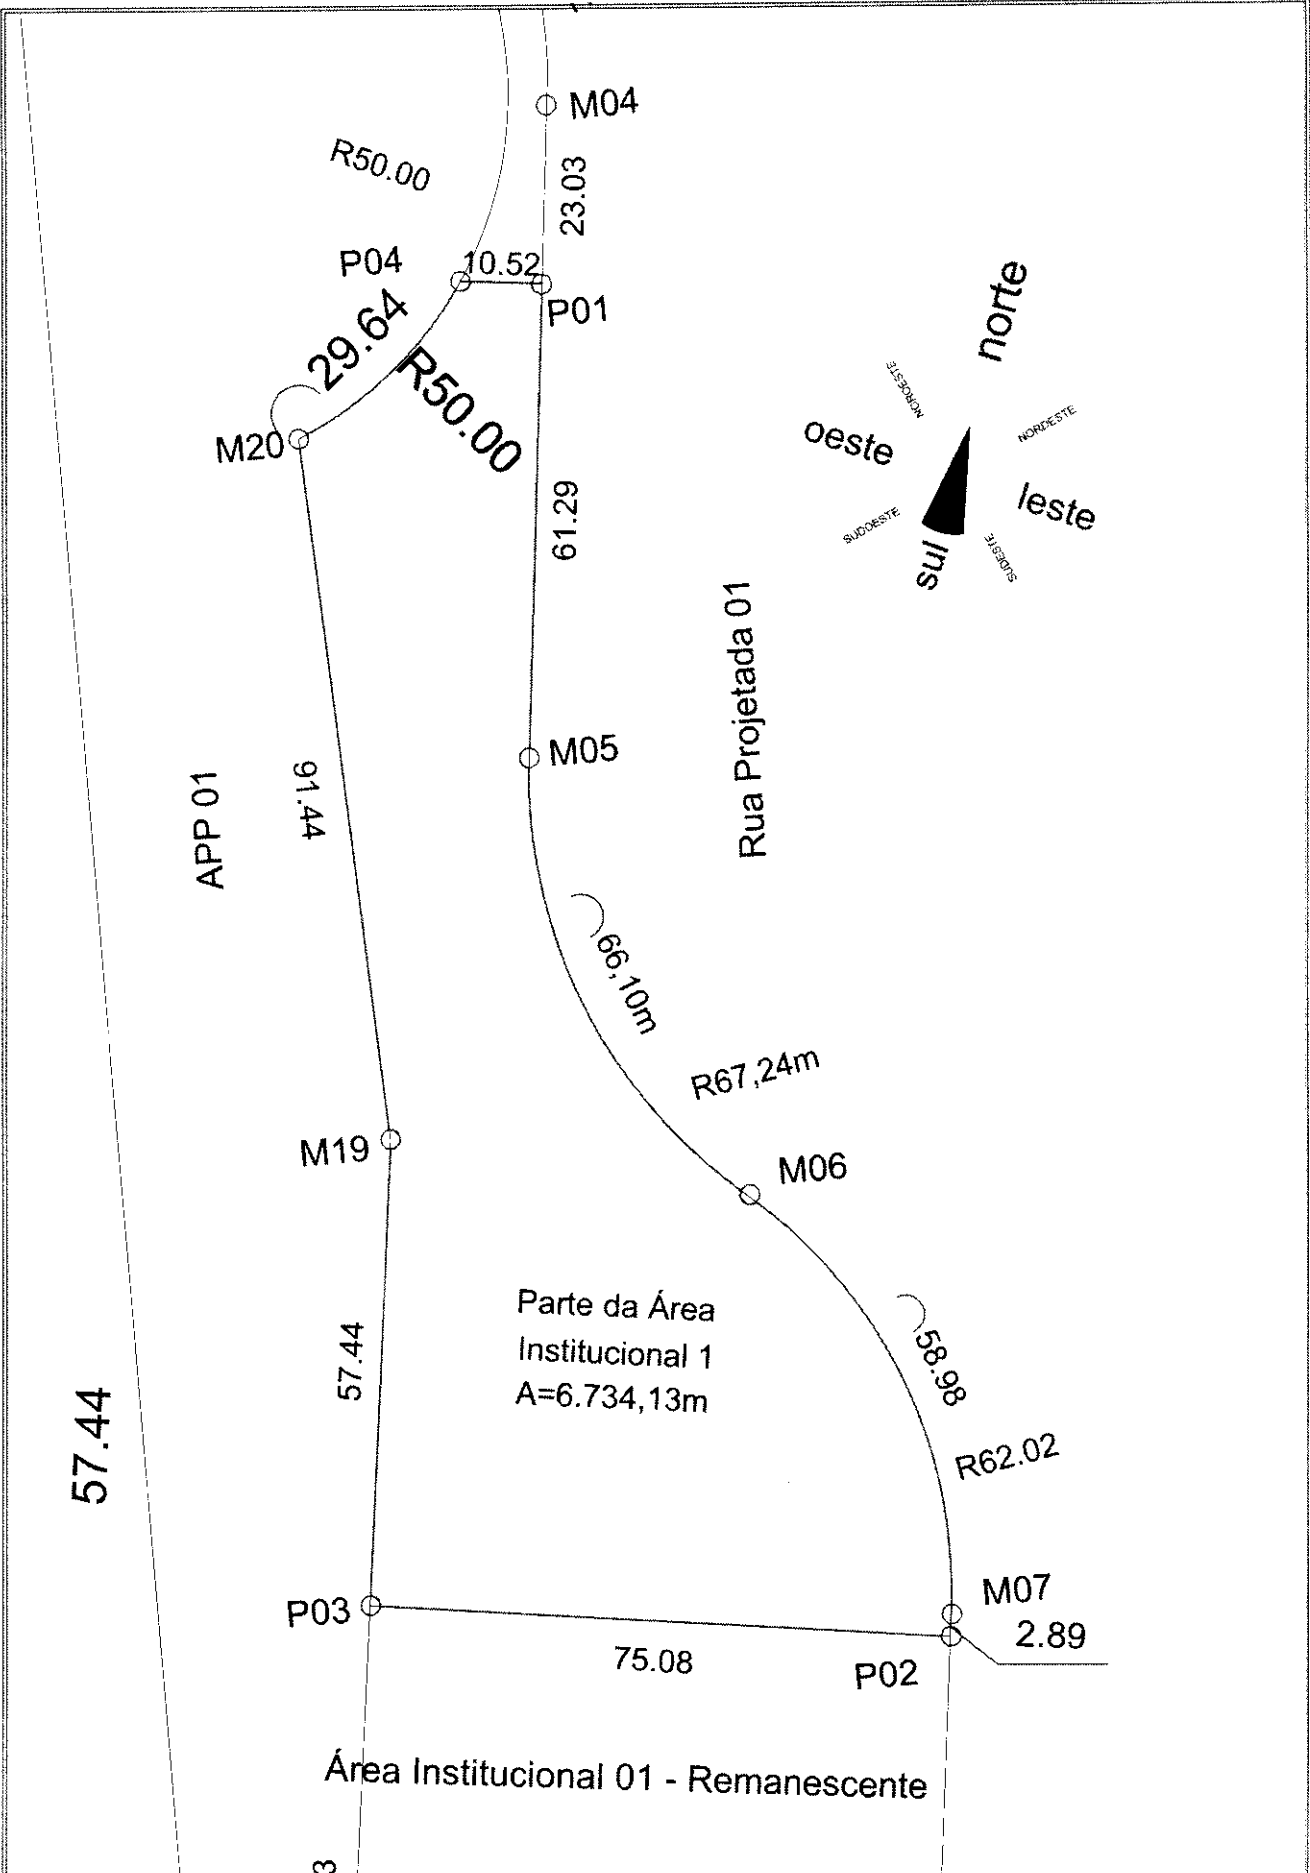 M04
R50.00
23.03
P04
10.52
P01
norte
29.64
R50.00
NOROESTE
NORDESTE
oeste
M20
leste
61.29
SUDOESTE
sul
SUDESTE
Rua Projetada 01
M05
91.44
APP 01
66,10m
R67,24m
M19
M06
Parte da Área
Institucional 1
A=6.734,13m
57.44
58.98
57.44
R62.02
M07
P03
2.89
75.08
P02
Área Institucional 01 - Remanescente
3